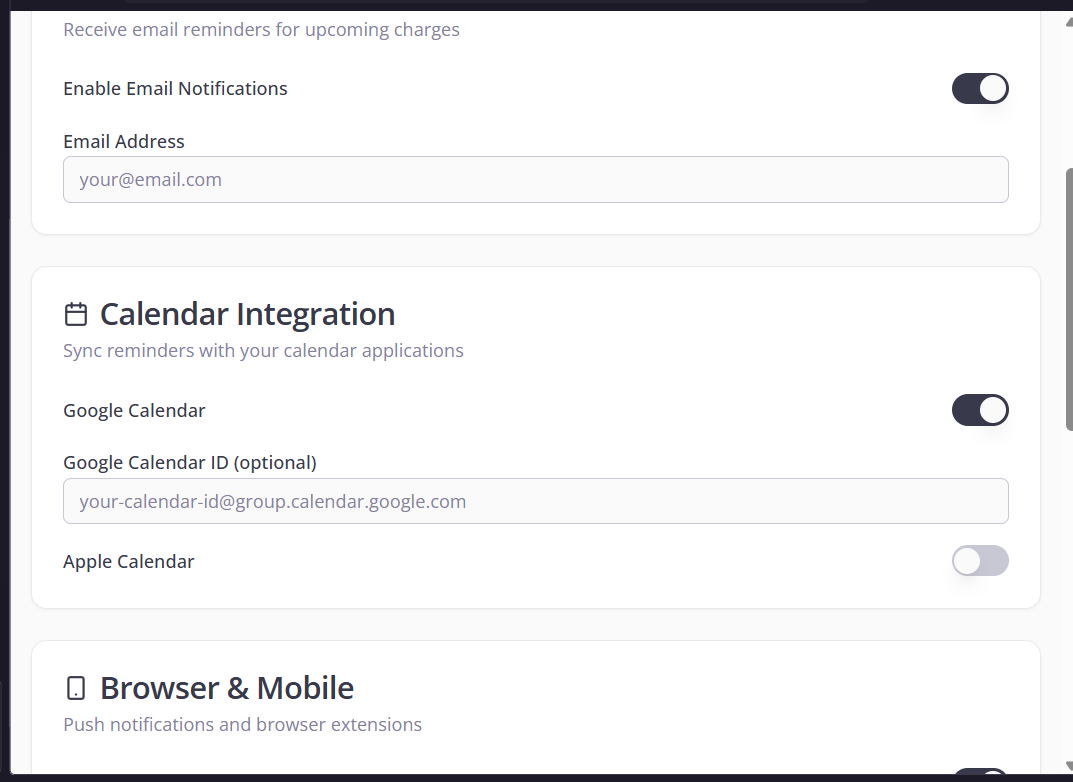 Receive email reminders for upcoming charges
Enable Email Notifications
Email Address
your@email.com
Calendar Integration
Sync reminders with your calendar applications
Google Calendar
Google Calendar ID (optional)
your-calendar-id@group.calendar.google.com
Apple Calendar
Browser & Mobile
Push notifications and browser extensions